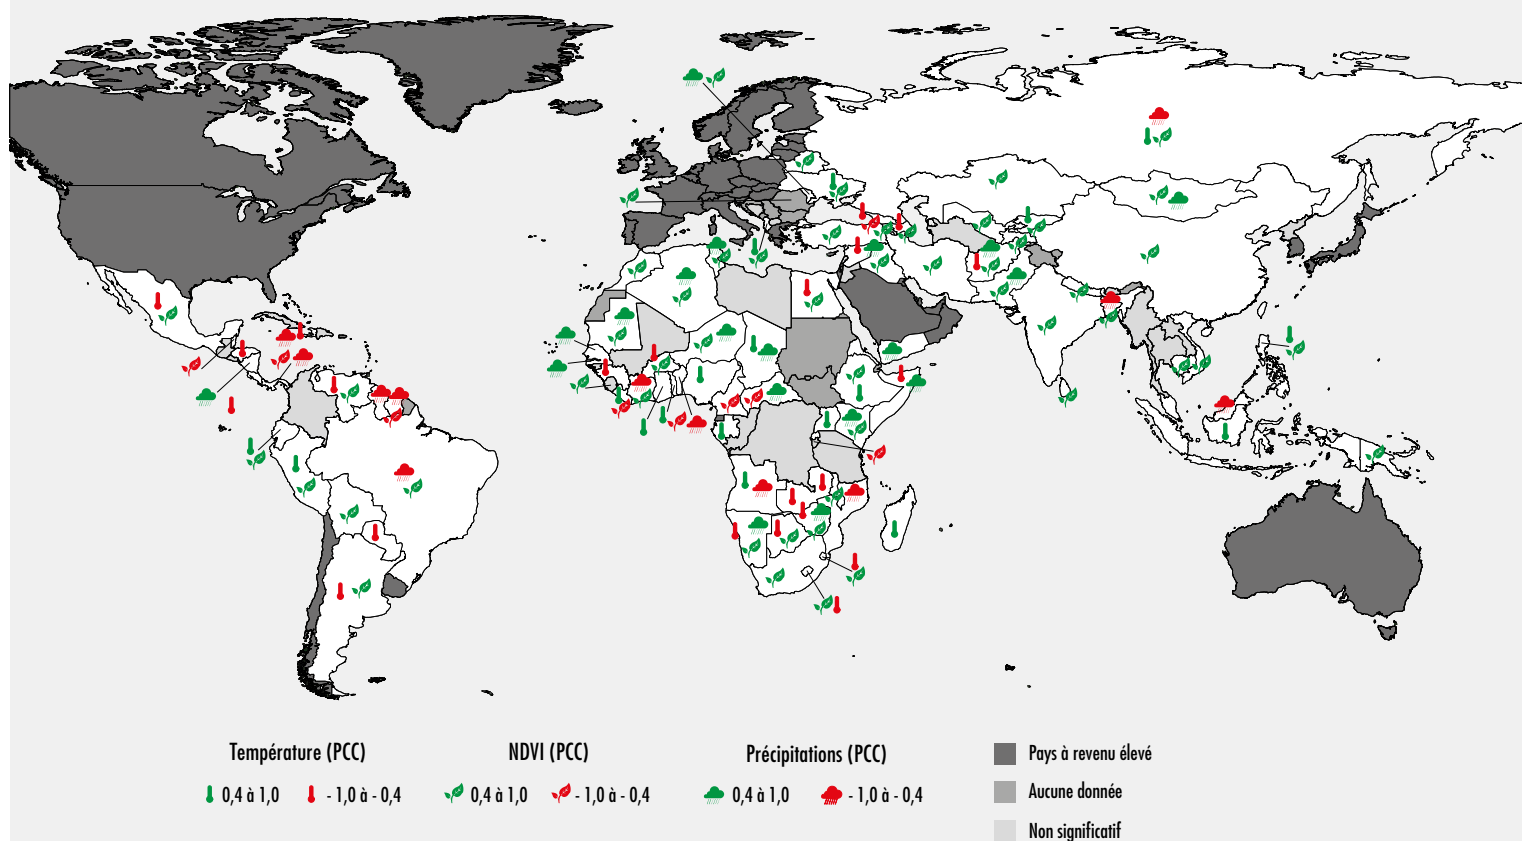 Température (PCC)
0,4 à 1,0
- 1,0 à - 0,4
NDVI (PCC)
0,4 à 1,0
- 1,0 à - 0,4
Précipitations (PCC)
0,4 à 1,0
- 1,0 à - 0,4
Pays à revenu élevé
Aucune donnée
Non significatif